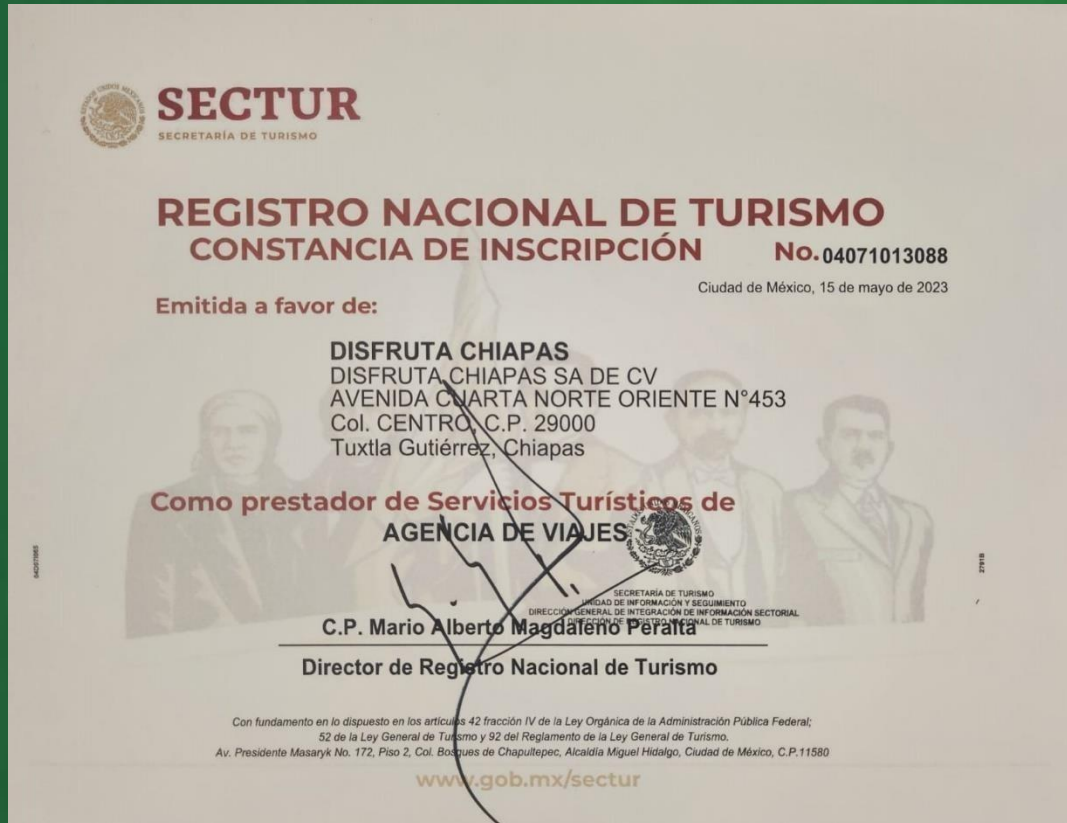 SECTUR
SECRETARÍA DE TURISMO
REGISTRO NACIONAL DE TURISMO
CONSTANCIA DE INSCRIPCIÓN No. 04071013088
Ciudad de México, 15 de mayo de 2023
Emitida a favor de:
DISFRUTA CHIAPAS
DISFRUTA CHIAPAS SA DE CV
AVENIDA CUARTA NORTE ORIENTE N°453
Col. CENTRO, C.P. 29000
Tuxtla Gutiérrez, Chiapas
Como prestador de Servicios Turísticos de
AGENCIA DE VIAJES
SECRETARÍA DE TURISMO
UNIDAD DE INFORMACIÓN Y SEGUIMIENTO
DIRECCIÓN GENERAL DE INTEGRACIÓN DE INFORMACIÓN SECTORIAL
DIRECCIÓN DE REGISTRO NACIONAL DE TURISMO
C.P. Mario Alberto Magdaleno Peralta
Director de Registro Nacional de Turismo
Con fundamento en lo dispuesto en los artículos 42 fracción IV de la Ley Orgánica de la Administración Pública Federal;
52 de la Ley General de Turismo y 92 del Reglamento de la Ley General de Turismo.
Av. Presidente Masaryk No. 172, Piso 2, Col. Bosques de Chapultepec, Alcaldía Miguel Hidalgo, Ciudad de México, C.P.11580
www.gob.mx/sectur